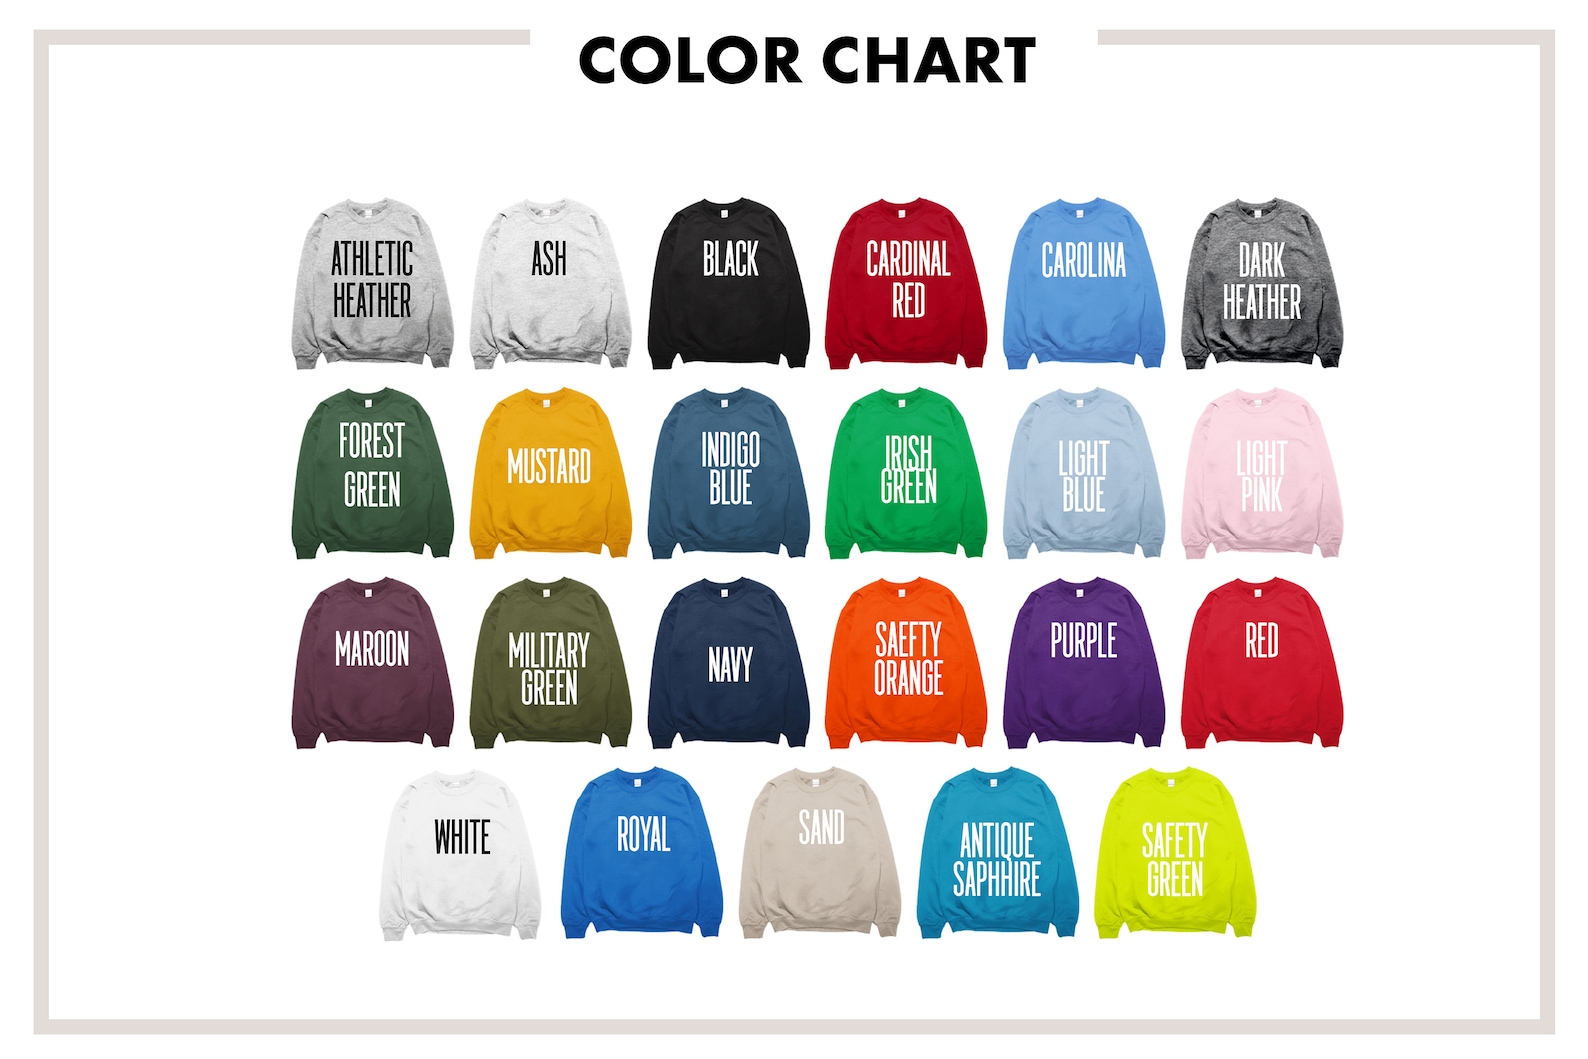 COLOR CHART
ATHLETIC
HEATHER
ASH
BLACK
CARDINAL
RED
CAROLINA
DARK
HEATHER
FOREST
GREEN
MUSTARD
INDIGO
BLUE
IRISH
GREEN
LIGHT
BLUE
LIGHT
PINK
MAROON
MILITARY
GREEN
NAVY
SAEFTY
ORANGE
PURPLE
RED
WHITE
ROYAL
SAND
ANTIQUE
SAPHHIRE
SAFETY
GREEN